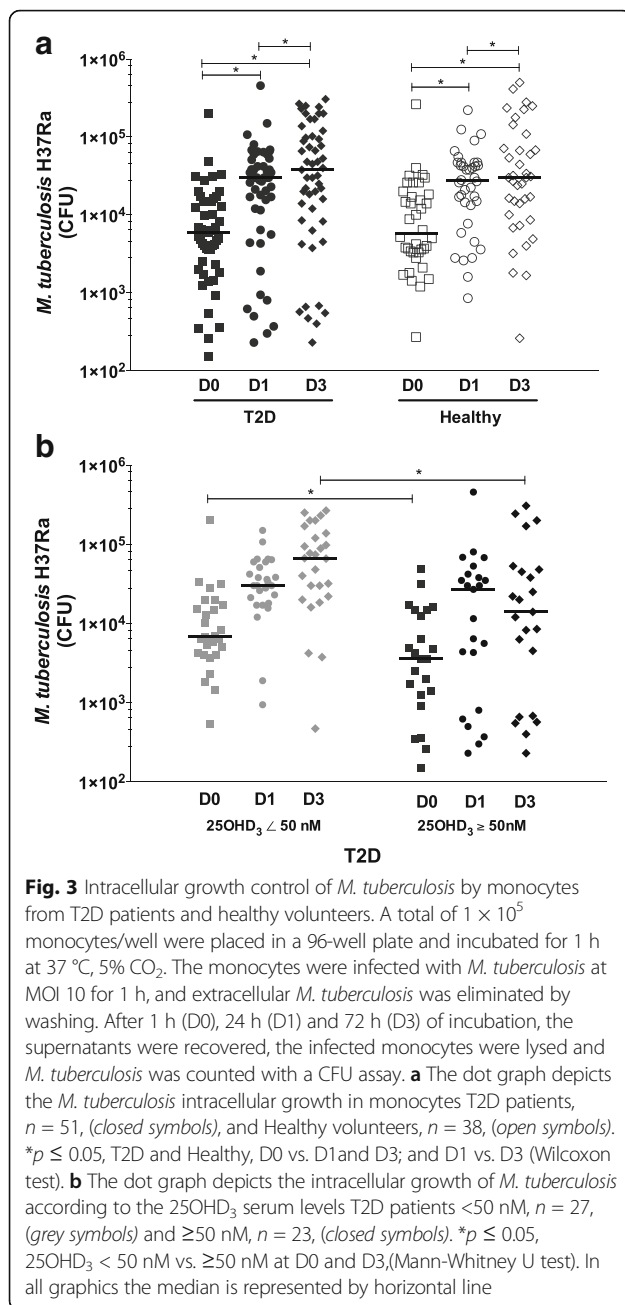 a
*
*
*
*
*
*
1×10⁶
1×10⁵
1×10⁴
1×10³
1×10²
M. tuberculosis H37Ra
(CFU)
D0 D1 D3 D0 D1 D3
T2D Healthy
b
*
*
1×10⁶
1×10⁵
1×10⁴
1×10³
1×10²
M. tuberculosis H37Ra
(CFU)
D0 D1 D3 D0 D1 D3
25OHD₃ ∠ 50 nM 25OHD₃ ≥ 50nM
T2D
Fig. 3 Intracellular growth control of M. tuberculosis by monocytes
from T2D patients and healthy volunteers. A total of 1 × 10⁵
monocytes/well were placed in a 96-well plate and incubated for 1 h
at 37 °C, 5% CO₂. The monocytes were infected with M. tuberculosis at
MOI 10 for 1 h, and extracellular M. tuberculosis was eliminated by
washing. After 1 h (D0), 24 h (D1) and 72 h (D3) of incubation, the
supernatants were recovered, the infected monocytes were lysed and
M. tuberculosis was counted with a CFU assay. a The dot graph depicts
the M. tuberculosis intracellular growth in monocytes T2D patients,
n = 51, (closed symbols), and Healthy volunteers, n = 38, (open symbols).
*p ≤ 0.05, T2D and Healthy, D0 vs. D1and D3; and D1 vs. D3 (Wilcoxon
test). b The dot graph depicts the intracellular growth of M. tuberculosis
according to the 25OHD₃ serum levels T2D patients <50 nM, n = 27,
(grey symbols) and ≥50 nM, n = 23, (closed symbols). *p ≤ 0.05,
25OHD₃ < 50 nM vs. ≥50 nM at D0 and D3,(Mann-Whitney U test). In
all graphics the median is represented by horizontal line